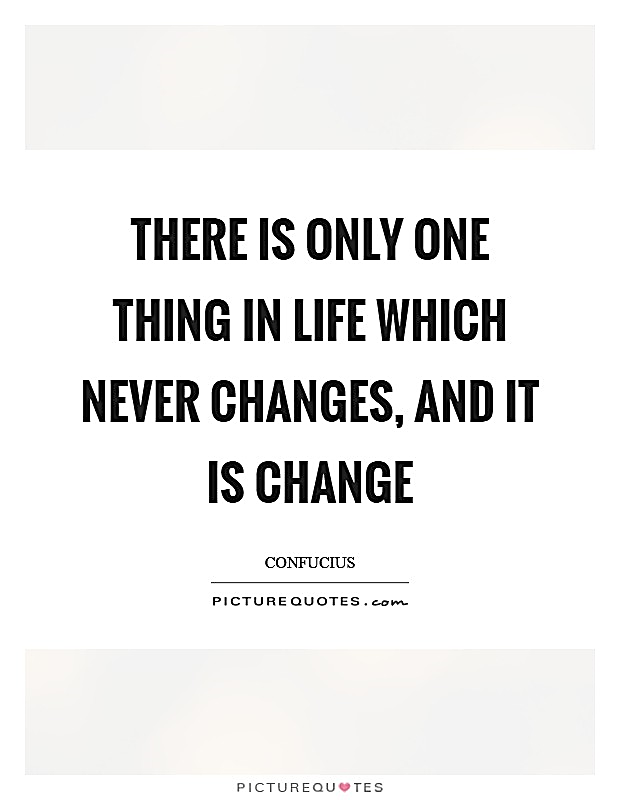 THERE IS ONLY ONE
THING IN LIFE WHICH
NEVER CHANGES, AND IT
IS CHANGE
CONFUCIUS
PICTUREQUOTES.com
PICTUREQUOTES